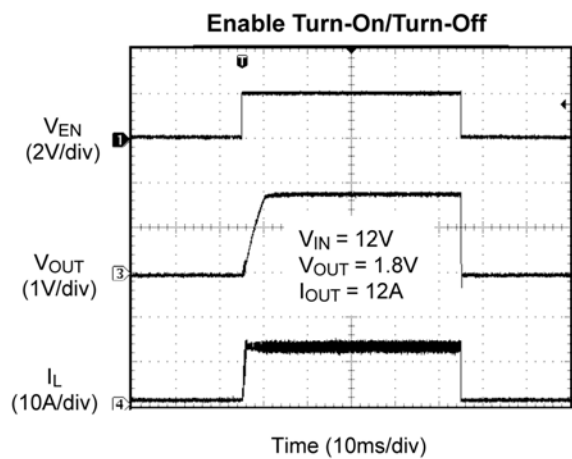 Enable Turn-On/Turn-Off
T
VEN
(2V/div)
1
VIN = 12V
VOUT = 1.8V
IOUT = 12A
VOUT
(1V/div)
3
IL
(10A/div)
4
Time (10ms/div)